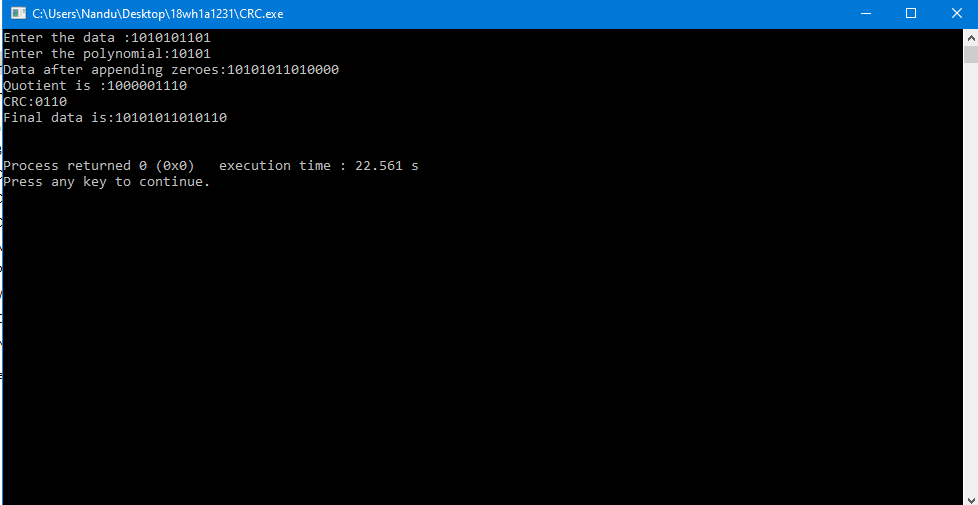 C:\Users\Nandu\Desktop\18wh1a1231\CRC.exe
Enter the data :1010101101
Enter the polynomial:10101
Data after appending zeroes:10101011010000
Quotient is :1000001110
CRC:0110
Final data is:10101011010110
Process returned 0 (0x0)   execution time : 22.561 s
Press any key to continue.